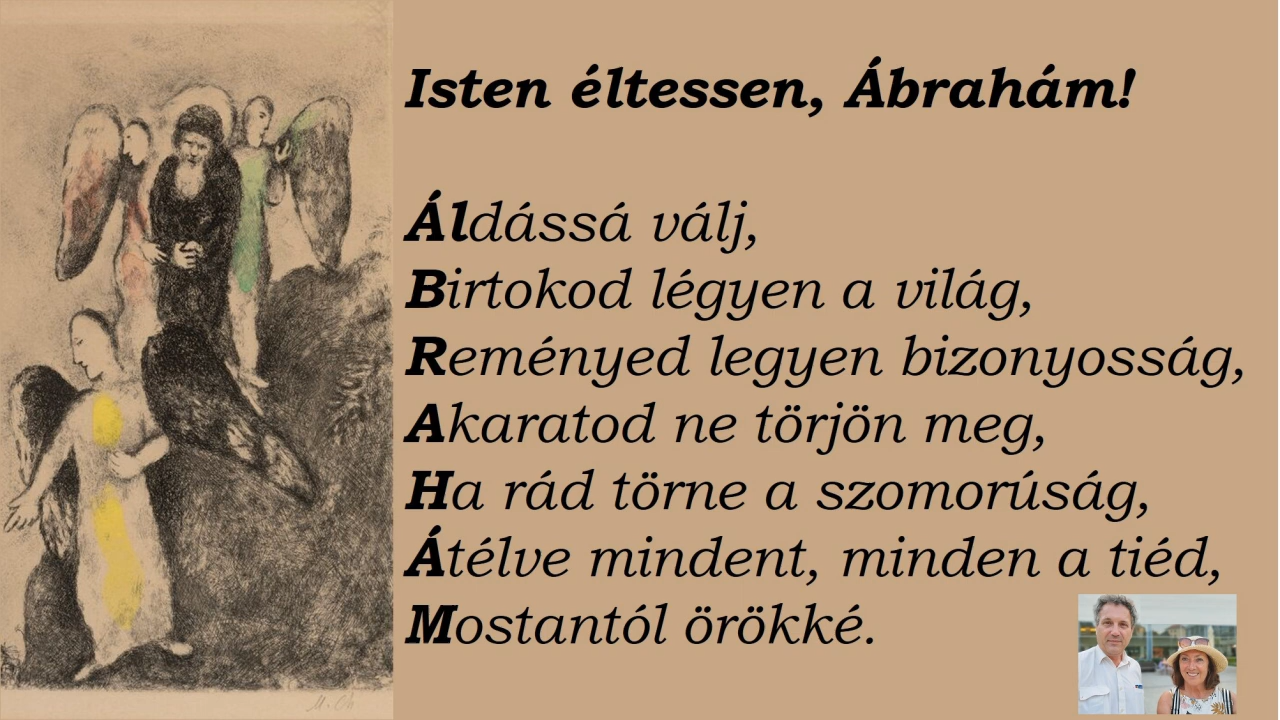 Isten éltessen, Ábrahám!
Áldássá válj,
Birtokod légyen a világ,
Reményed legyen bizonyosság,
Akaratod ne törjön meg,
Ha rád törne a szomorúság,
Átélve mindent, minden a tiéd,
Mostantól örökké.